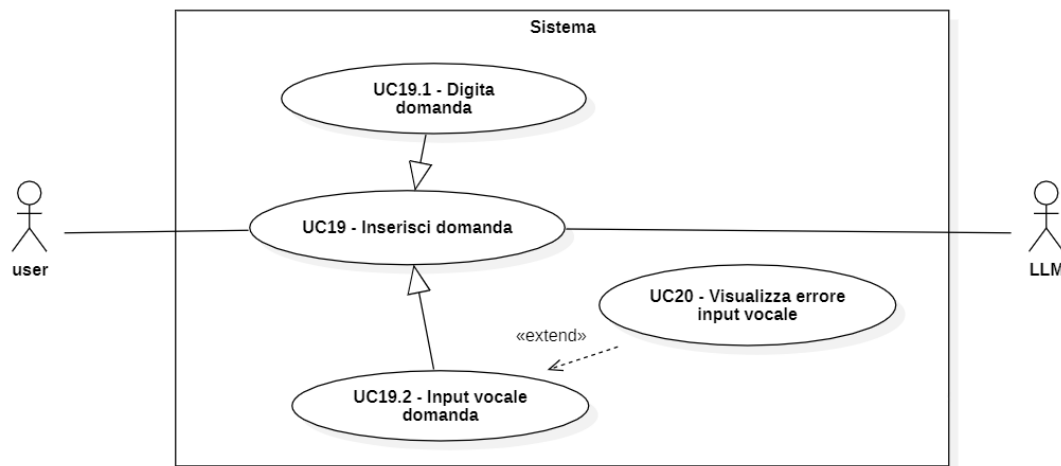 Sistema
UC19.1 - Digita
domanda
UC19 - Inserisci domanda
user
LLM
UC20 - Visualizza errore
input vocale
«extend»
UC19.2 - Input vocale
domanda